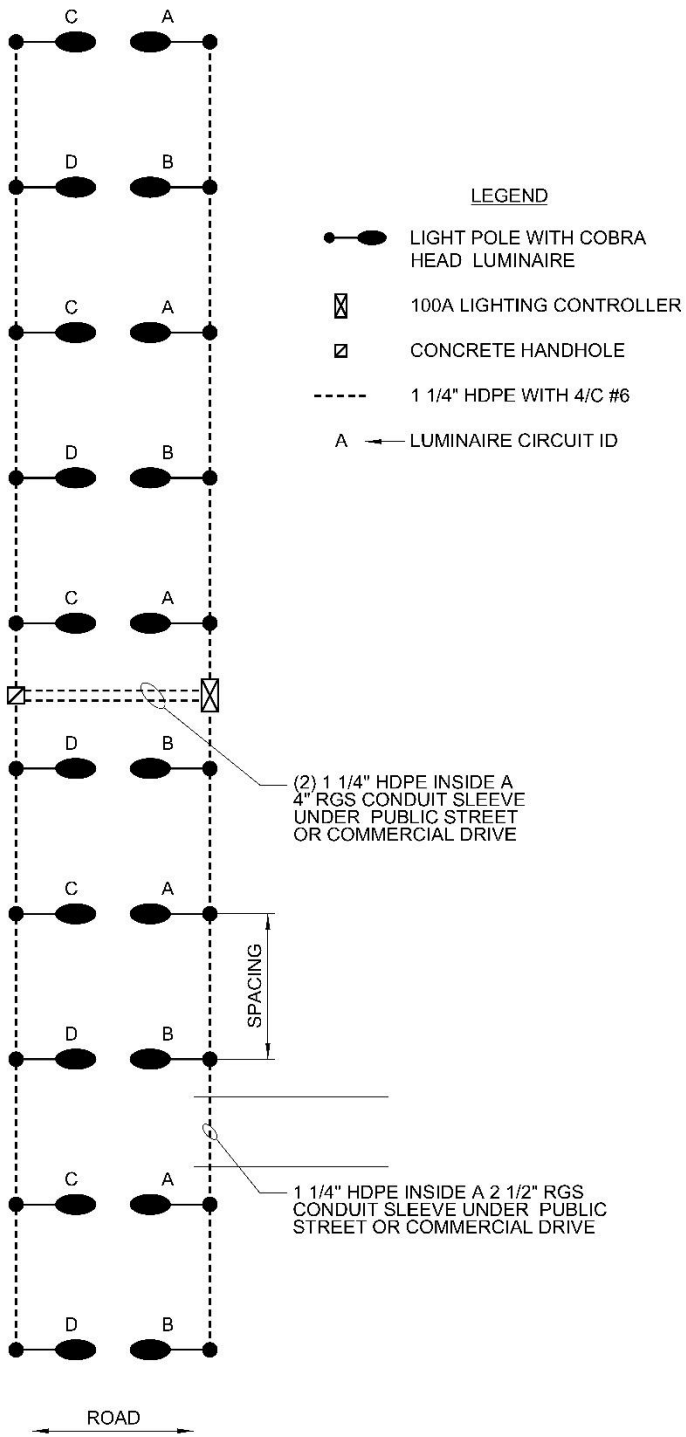 C A
D B
LEGEND
LIGHT POLE WITH COBRA
HEAD LUMINAIRE
C A
100A LIGHTING CONTROLLER
CONCRETE HANDHOLE
1 1/4" HDPE WITH 4/C #6
A LUMINAIRE CIRCUIT ID
D B
C A
D B
(2) 1 1/4" HDPE INSIDE A
4" RGS CONDUIT SLEEVE
UNDER PUBLIC STREET
OR COMMERCIAL DRIVE
C A
SPACING
D B
C A
1 1/4" HDPE INSIDE A 2 1/2" RGS
CONDUIT SLEEVE UNDER PUBLIC
STREET OR COMMERCIAL DRIVE
D B
ROAD